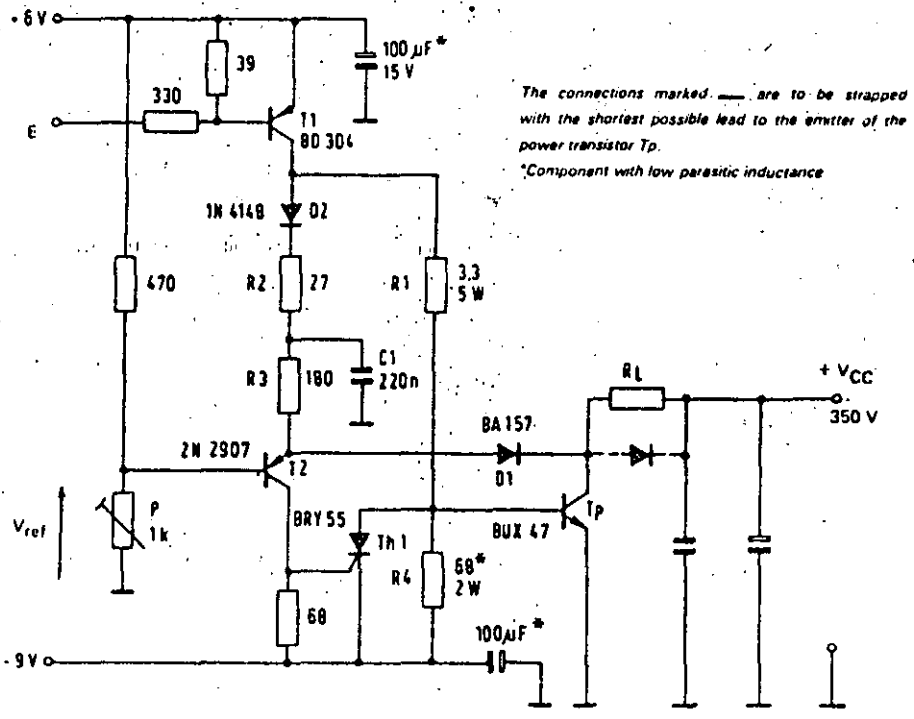 +6V
39
100 µF*
15 V
330
E
T1
BD 304
The connections marked — are to be strapped
with the shortest possible lead to the emitter of the
power transistor Tp.
*Component with low parasitic inductance
1N 4148
D2
470
R2
27
R1
3.3
5 W
R3
180
C1
220n
RL
+ VCC
350 V
BA 157
D1
2N 2907
T2
Vref
P
1k
BRY 55
Th 1
BUX 47
Tp
R4
68*
2 W
68
100µF*
-9V